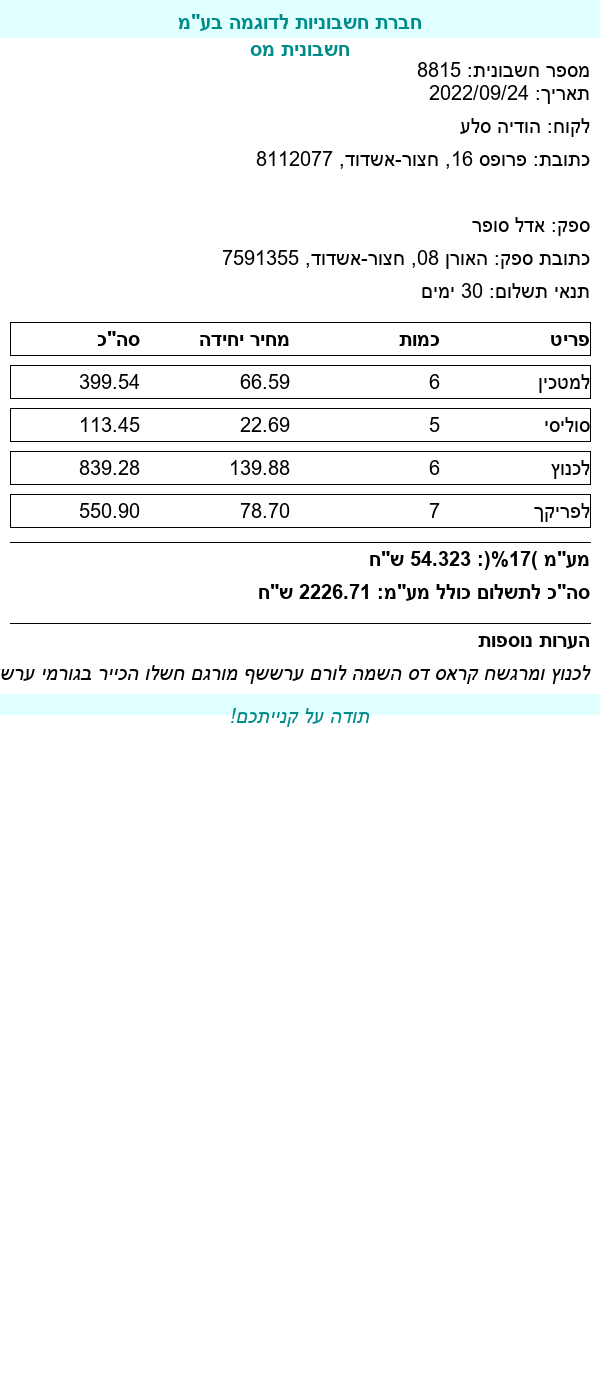 חברת חשבוניות לדוגמה בע"מ
חשבונית מס
מספר חשבונית: 8815
תאריך: 2022/09/24
לקוח: הודיה סלע
כתובת: פרופס 16, חצור-אשדוד, 8112077
ספק: אדל סופר
כתובת ספק: האורן 08, חצור-אשדוד, 7591355
תנאי תשלום: 30 ימים
פריט כמות מחיר יחידה סה"כ
למטכין 6 66.59 399.54
סוליסי 5 22.69 113.45
לכנוץ 6 139.88 839.28
לפריקך 7 78.70 550.90
מע"מ )17%(: 54.323 ש"ח
סה"כ לתשלום כולל מע"מ: 2226.71 ש"ח
הערות נוספות
לכנוץ ומרגשח קראס דס השמה לורם ערששף מורגם חשלו הכייר בגורמי ערש
תודה על קנייתכם!